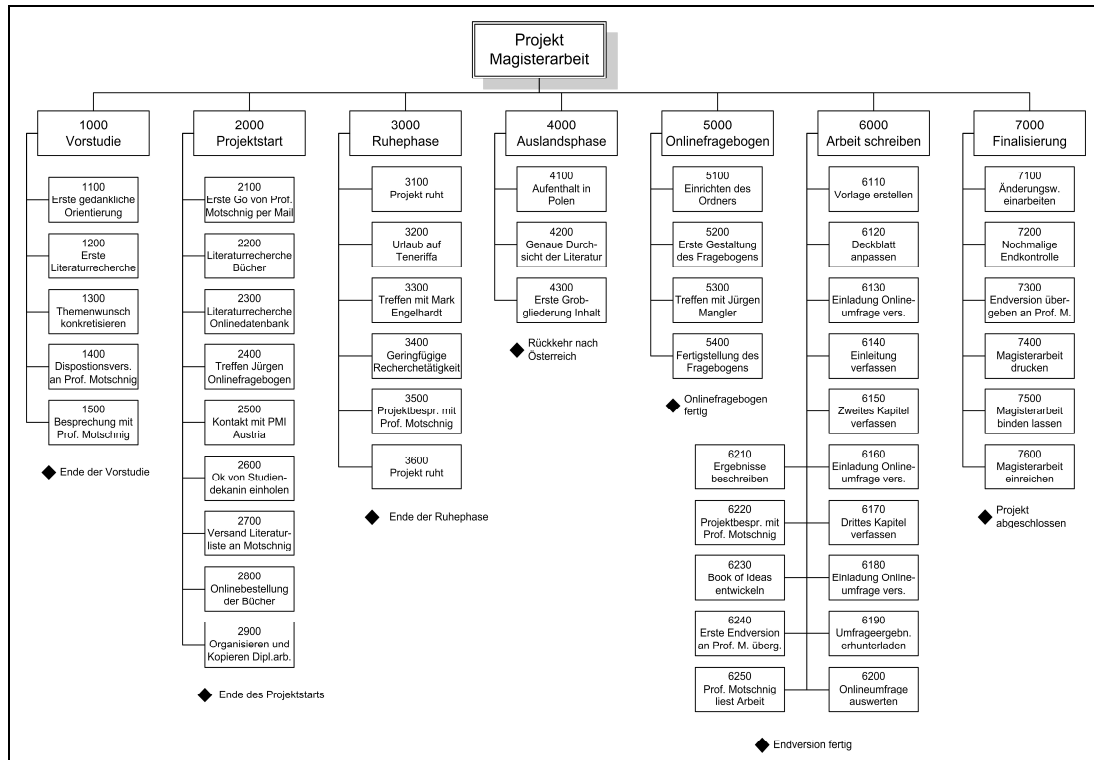 Projekt
Magisterarbeit
1000
Vorstudie
1100
Erste gedankliche
Orientierung
1200
Erste
Literaturrecherche
1300
Themenwunsch
konkretisieren
1400
Dispostionsvers.
an Prof. Motschnig
1500
Besprechung mit
Prof. Motschnig
Ende der Vorstudie
2000
Projektstart
2100
Erste Go von Prof.
Motschnig per Mail
2200
Literaturrecherche
Bücher
2300
Literaturrecherche
Onlinedatenbank
2400
Treffen Jürgen
Onlinefragebogen
2500
Kontakt mit PMI
Austria
2600
Ok von Studien-
dekanin einholen
2700
Versand Literatur-
liste an Motschnig
2800
Onlinebestellung
der Bücher
2900
Organisieren und
Kopieren Dipl.arb.
Ende des Projektstarts
3000
Ruhephase
3100
Projekt ruht
3200
Urlaub auf
Teneriffa
3300
Treffen mit Mark
Engelhardt
3400
Geringfügige
Recherchetätigkeit
3500
Projektbespr. mit
Prof. Motschnig
3600
Projekt ruht
Ende der Ruhephase
4000
Auslandsphase
4100
Aufenthalt in
Polen
4200
Genaue Durch-
sicht der Literatur
4300
Erste Grob-
gliederung Inhalt
Rückkehr nach
Österreich
5000
Onlinefragebogen
5100
Einrichten des
Ordners
5200
Erste Gestaltung
des Fragebogens
5300
Treffen mit Jürgen
Mangler
5400
Fertigstellung des
Fragebogens
Onlinefragebogen
fertig
6000
Arbeit schreiben
6110
Vorlage erstellen
6120
Deckblatt
anpassen
6130
Einladung Online-
umfrage vers.
6140
Einleitung
verfassen
6150
Zweites Kapitel
verfassen
6160
Einladung Online-
umfrage vers.
6170
Drittes Kapitel
verfassen
6180
Einladung Online-
umfrage vers.
6190
Umfrageergebn.
erhunterladen
6200
Onlineumfrage
auswerten
6210
Ergebnisse
beschreiben
6220
Projektbespr. mit
Prof. Motschnig
6230
Book of Ideas
entwickeln
6240
Erste Endversion
an Prof. M. überg.
6250
Prof. Motschnig
liest Arbeit
Endversion fertig
7000
Finalisierung
7100
Änderungsw.
einarbeiten
7200
Nochmalige
Endkontrolle
7300
Endversion über-
geben an Prof. M.
7400
Magisterarbeit
drucken
7500
Magisterarbeit
binden lassen
7600
Magisterarbeit
einreichen
Projekt
abgeschlossen